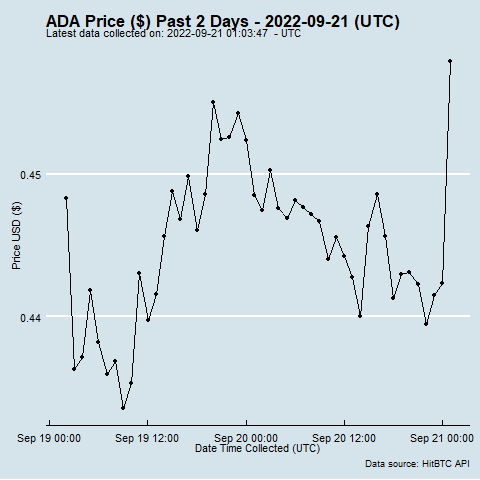 ADA Price ($) Past 2 Days - 2022-09-21 (UTC)
Latest data collected on: 2022-09-21 01:03:47 - UTC
0.45
0.44
Price USD ($)
Sep 19 00:00 Sep 19 12:00 Sep 20 00:00 Sep 20 12:00 Sep 21 00:00
Date Time Collected (UTC)
Data source: HitBTC API